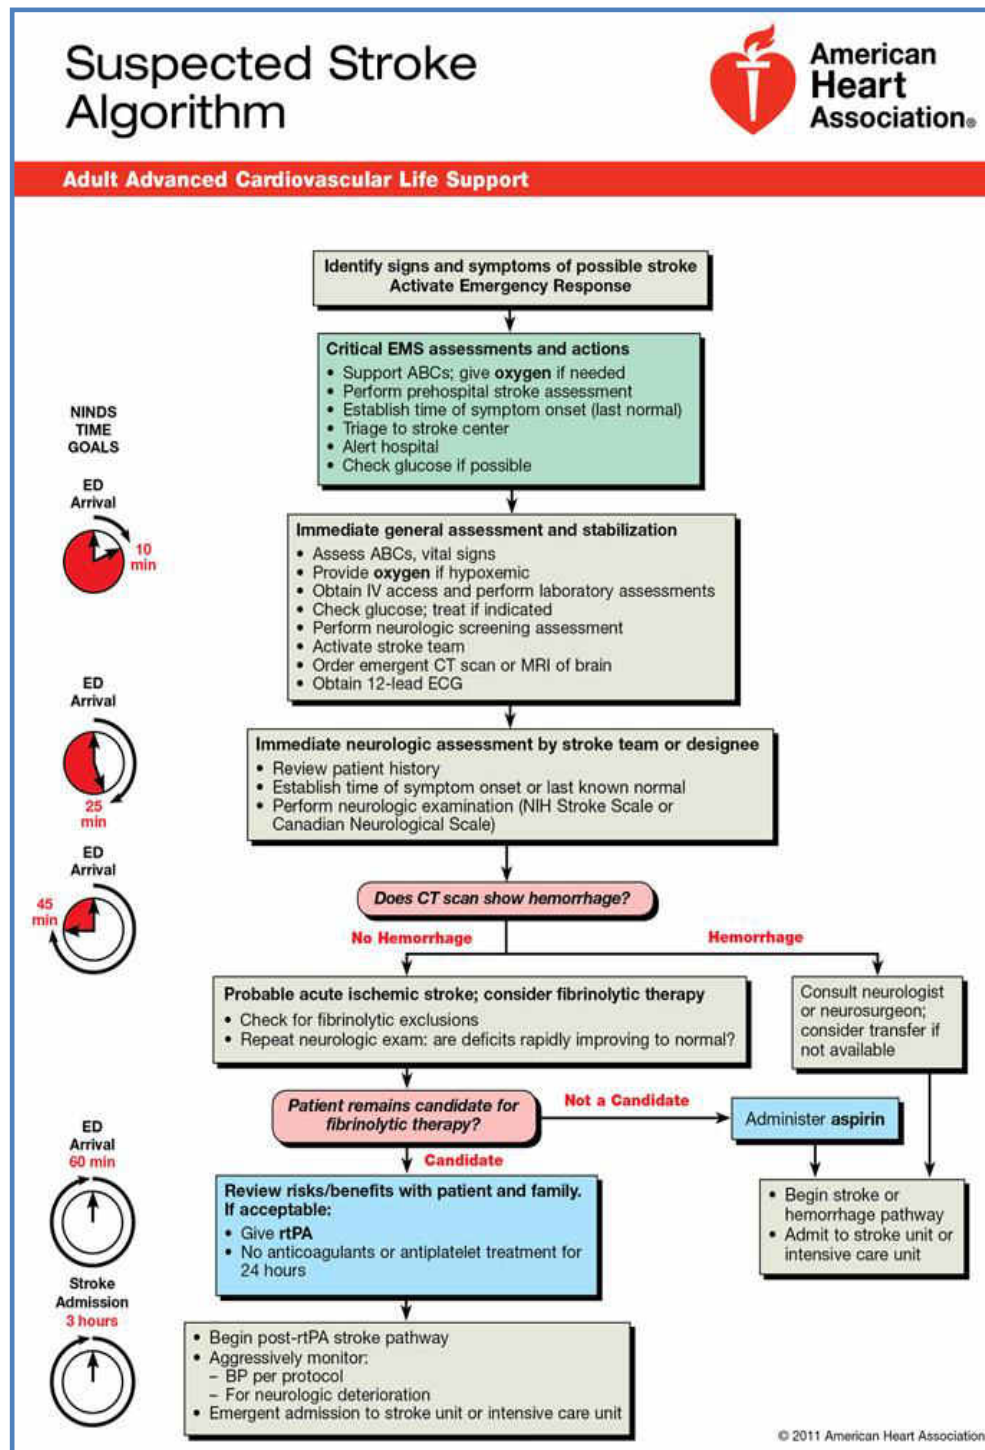 Suspected Stroke
Algorithm
American
Heart
Association®
Adult Advanced Cardiovascular Life Support
Identify signs and symptoms of possible stroke
Activate Emergency Response
Critical EMS assessments and actions
• Support ABCs; give oxygen if needed
• Perform prehospital stroke assessment
• Establish time of symptom onset (last normal)
• Triage to stroke center
• Alert hospital
• Check glucose if possible
NINDS
TIME
GOALS
ED
Arrival
10
min
Immediate general assessment and stabilization
• Assess ABCs, vital signs
• Provide oxygen if hypoxemic
• Obtain IV access and perform laboratory assessments
• Check glucose; treat if indicated
• Perform neurologic screening assessment
• Activate stroke team
• Order emergent CT scan or MRI of brain
• Obtain 12-lead ECG
ED
Arrival
25
min
Immediate neurologic assessment by stroke team or designee
• Review patient history
• Establish time of symptom onset or last known normal
• Perform neurologic examination (NIH Stroke Scale or
Canadian Neurological Scale)
ED
Arrival
45
min
Does CT scan show hemorrhage?
No Hemorrhage
Hemorrhage
Probable acute ischemic stroke; consider fibrinolytic therapy
• Check for fibrinolytic exclusions
• Repeat neurologic exam: are deficits rapidly improving to normal?
Consult neurologist
or neurosurgeon;
consider transfer if
not available
Patient remains candidate for
fibrinolytic therapy?
Not a Candidate
Administer aspirin
Candidate
ED
Arrival
60 min
Review risks/benefits with patient and family.
If acceptable:
• Give rtPA
• No anticoagulants or antiplatelet treatment for
24 hours
• Begin stroke or
hemorrhage pathway
• Admit to stroke unit or
intensive care unit
Stroke
Admission
3 hours
• Begin post-rtPA stroke pathway
• Aggressively monitor:
– BP per protocol
– For neurologic deterioration
• Emergent admission to stroke unit or intensive care unit
© 2011 American Heart Association